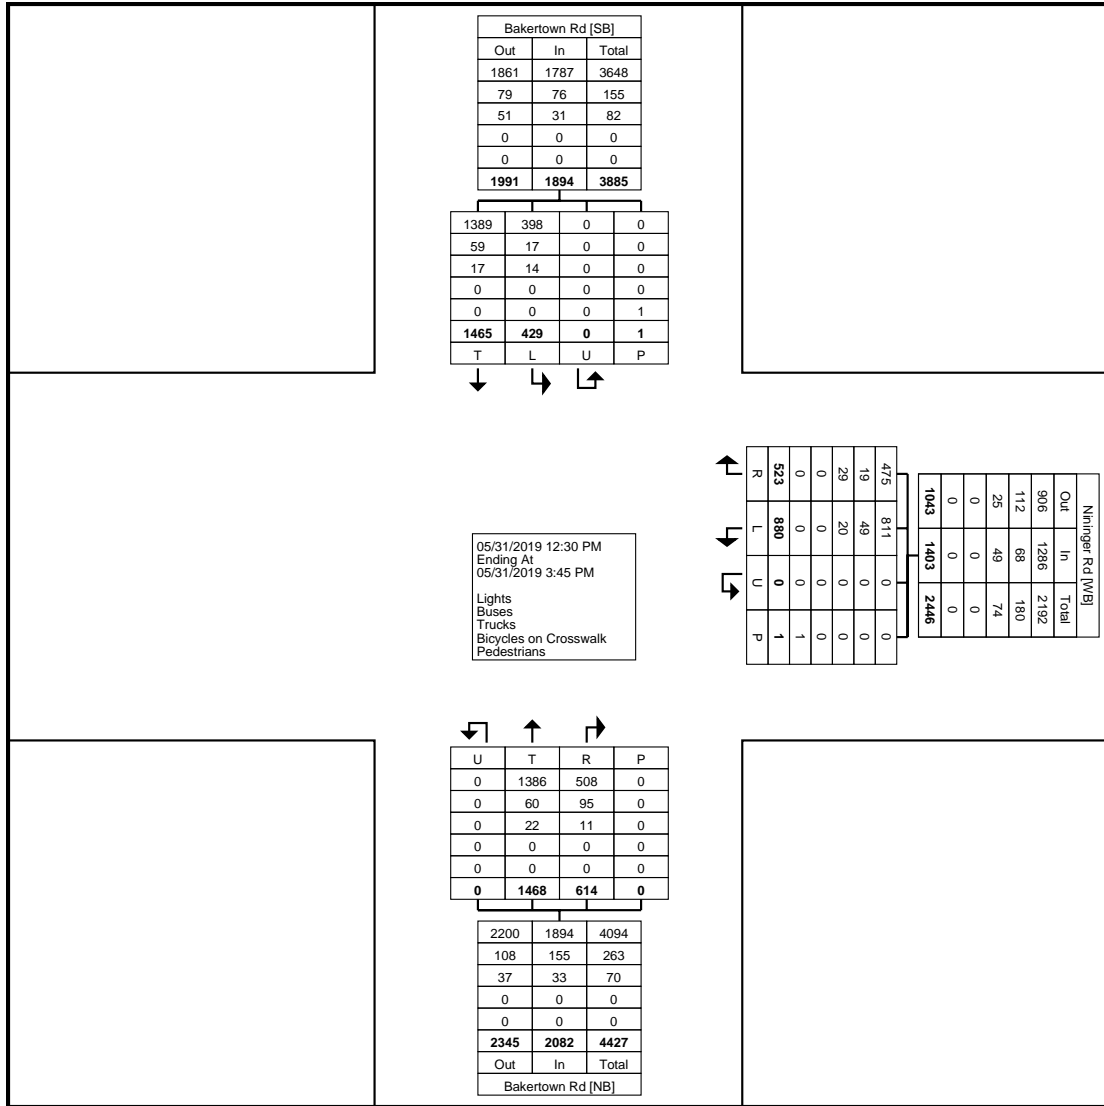 Bakertown Rd [SB]
Out In Total
1861 1787 3648
79 76 155
51 31 82
0 0 0
0 0 0
1991 1894 3885
1389 398 0 0
59 17 0 0
17 14 0 0
0 0 0 0
0 0 0 1
1465 429 0 1
T L U P
Nininger Rd [WB]
Out In Total
906 1286 2192
112 68 180
25 49 74
0 0 0
0 0 0
1043 1403 2446
475 811 0 0
19 49 0 0
29 20 0 0
0 0 0 0
0 0 0 1
523 880 0 1
R L U P
05/31/2019 12:30 PM
Ending At
05/31/2019 3:45 PM
Lights
Buses
Trucks
Bicycles on Crosswalk
Pedestrians
U T R P
0 1386 508 0
0 60 95 0
0 22 11 0
0 0 0 0
0 0 0 0
0 1468 614 0
2200 1894 4094
108 155 263
37 33 70
0 0 0
0 0 0
2345 2082 4427
Out In Total
Bakertown Rd [NB]